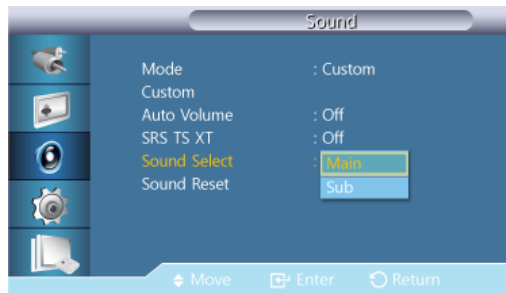 Sound
Mode : Custom
Custom
Auto Volume : Off
SRS TS XT : Off
Sound Select : Main
Sub
Sound Reset
Move Enter Return